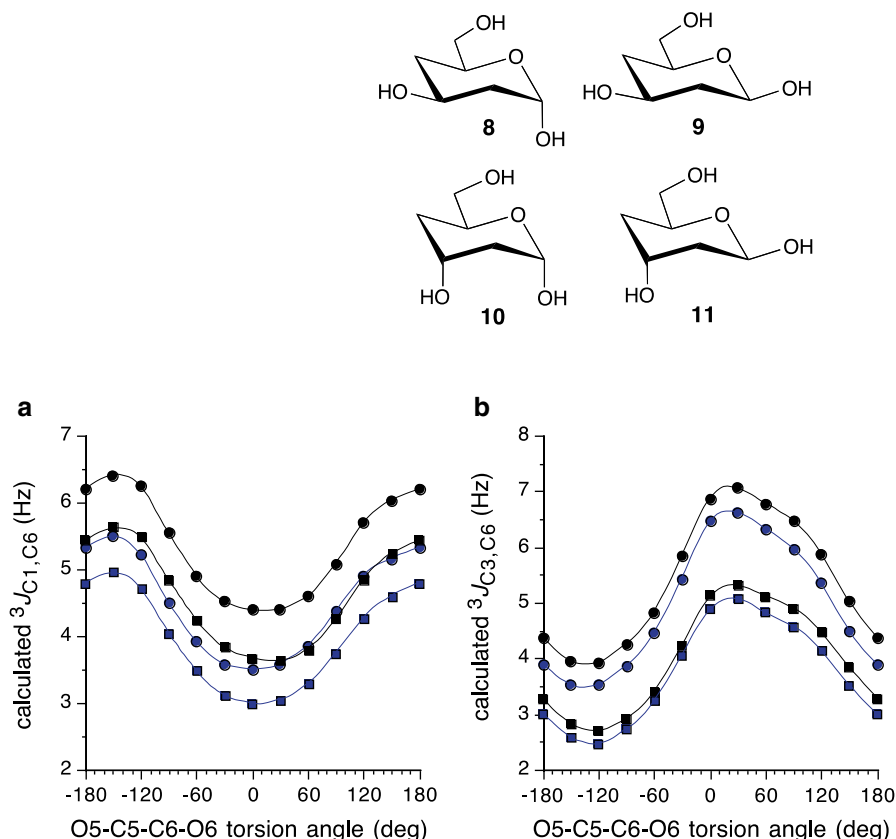 OH
O
HO
OH
8
HO
O
HO
OH
9
OH
O
HO
OH
10
OH
O
OH
HO
11
a
7
6
5
4
3
2
-180
-120
-60
0
60
120
180
calculated ³J_C1,C6 (Hz)
O5-C5-C6-O6 torsion angle (deg)
b
8
7
6
5
4
3
2
-180
-120
-60
0
60
120
180
calculated ³J_C3,C6 (Hz)
O5-C5-C6-O6 torsion angle (deg)